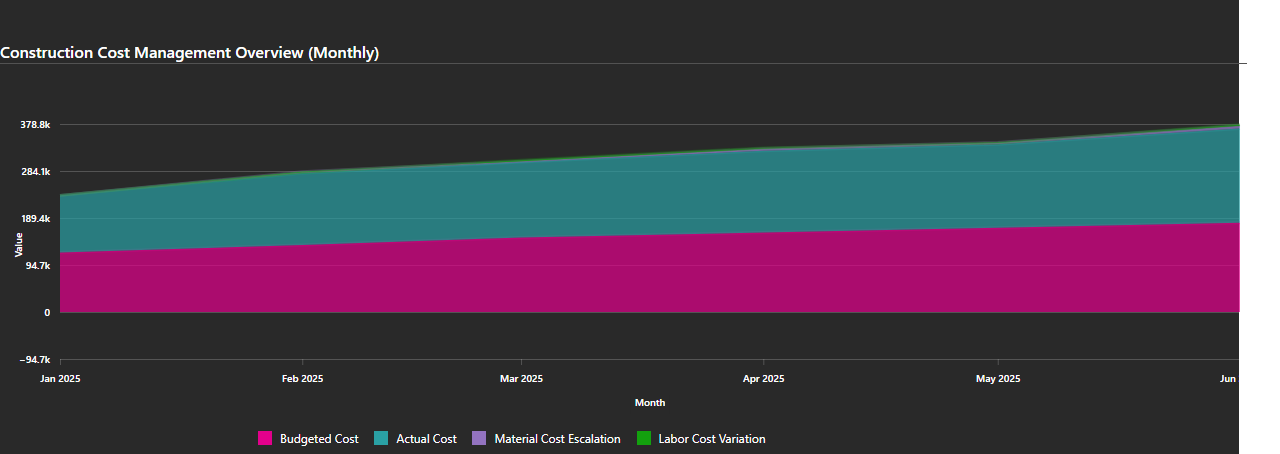 Construction Cost Management Overview (Monthly)
378.8k
284.1k
189.4k
94.7k
0
−94.7k
Value
Jan 2025 Feb 2025 Mar 2025 Apr 2025 May 2025 Jun
Month
Budgeted Cost Actual Cost Material Cost Escalation Labor Cost Variation